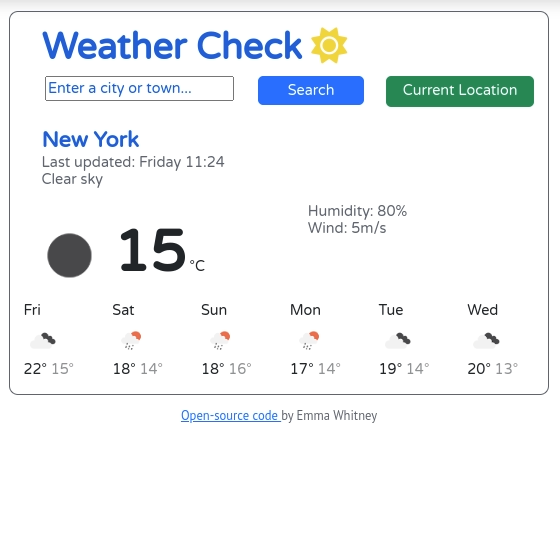 Weather Check
Enter a city or town... Search Current Location
New York
Last updated: Friday 11:24
Clear sky
Humidity: 80%
Wind: 5m/s
15 °C
Fri Sat Sun Mon Tue Wed
22° 15° 18° 14° 18° 16° 17° 14° 19° 14° 20° 13°
Open-source code by Emma Whitney